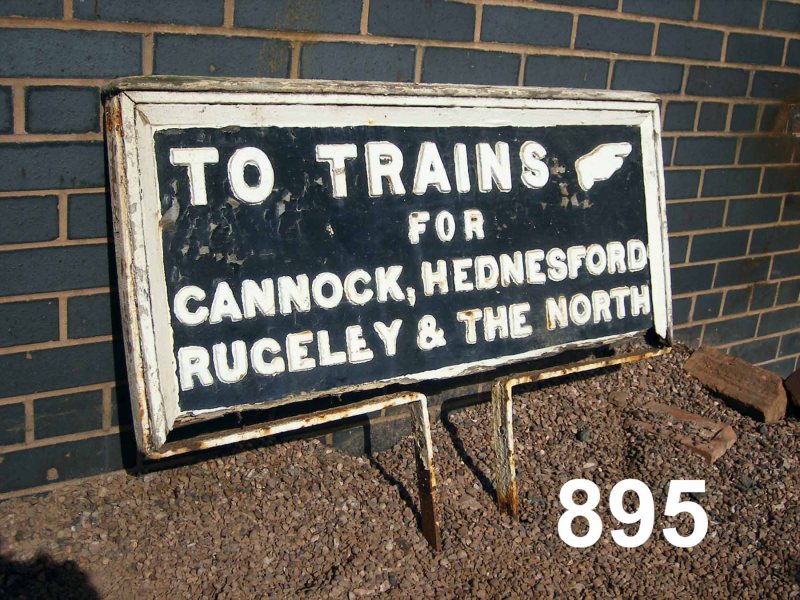 TO TRAINS
FOR
CANNOCK, HEDNESFORD
RUGELEY & THE NORTH
895